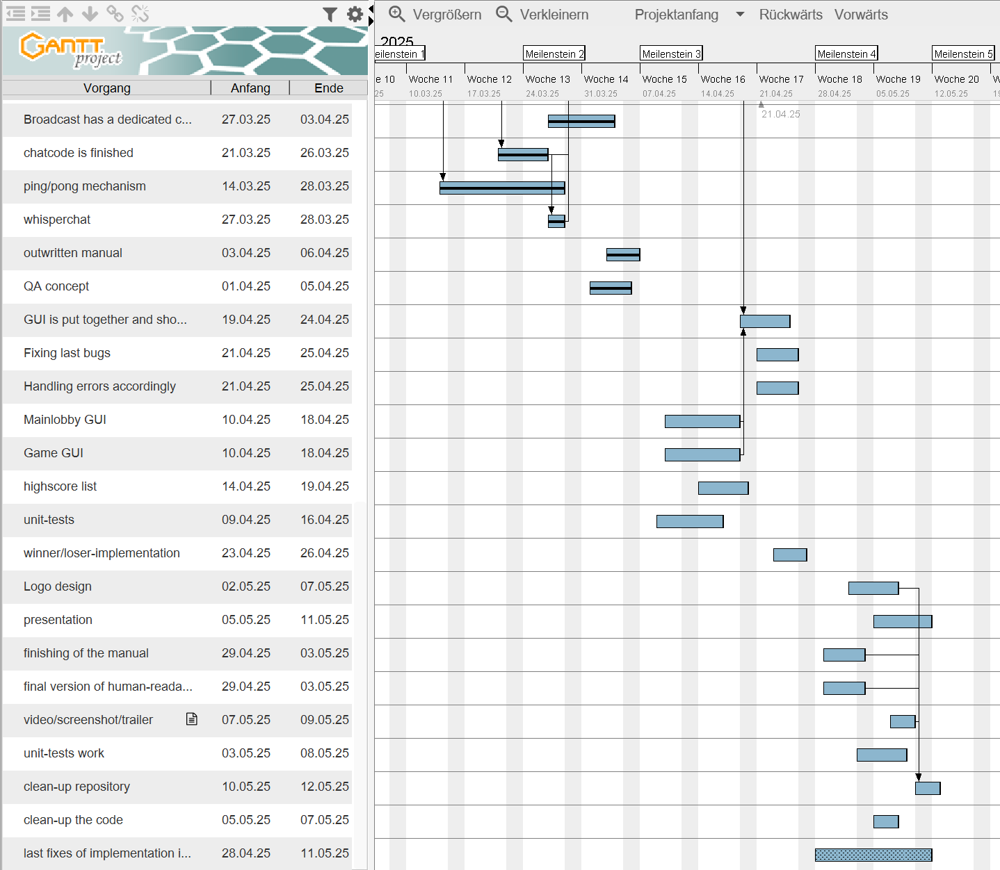 Vergrößern Verkleinern Projektanfang Rückwärts Vorwärts
GANTT
project
2025
Meilenstein 1 Meilenstein 2 Meilenstein 3 Meilenstein 4 Meilenstein 5
Vorgang Anfang Ende
e 10 Woche 11 Woche 12 Woche 13 Woche 14 Woche 15 Woche 16 Woche 17 Woche 18 Woche 19 Woche 20 W
25 10.03.25 17.03.25 24.03.25 31.03.25 07.04.25 14.04.25 21.04.25 28.04.25 05.05.25 12.05.25 19
21.04.25
Broadcast has a dedicated c... 27.03.25 03.04.25
chatcode is finished 21.03.25 26.03.25
ping/pong mechanism 14.03.25 28.03.25
whisperchat 27.03.25 28.03.25
outwritten manual 03.04.25 06.04.25
QA concept 01.04.25 05.04.25
GUI is put together and sho... 19.04.25 24.04.25
Fixing last bugs 21.04.25 25.04.25
Handling errors accordingly 21.04.25 25.04.25
Mainlobby GUI 10.04.25 18.04.25
Game GUI 10.04.25 18.04.25
highscore list 14.04.25 19.04.25
unit-tests 09.04.25 16.04.25
winner/loser-implementation 23.04.25 26.04.25
Logo design 02.05.25 07.05.25
presentation 05.05.25 11.05.25
finishing of the manual 29.04.25 03.05.25
final version of human-reada... 29.04.25 03.05.25
video/screenshot/trailer 07.05.25 09.05.25
unit-tests work 03.05.25 08.05.25
clean-up repository 10.05.25 12.05.25
clean-up the code 05.05.25 07.05.25
last fixes of implementation i... 28.04.25 11.05.25